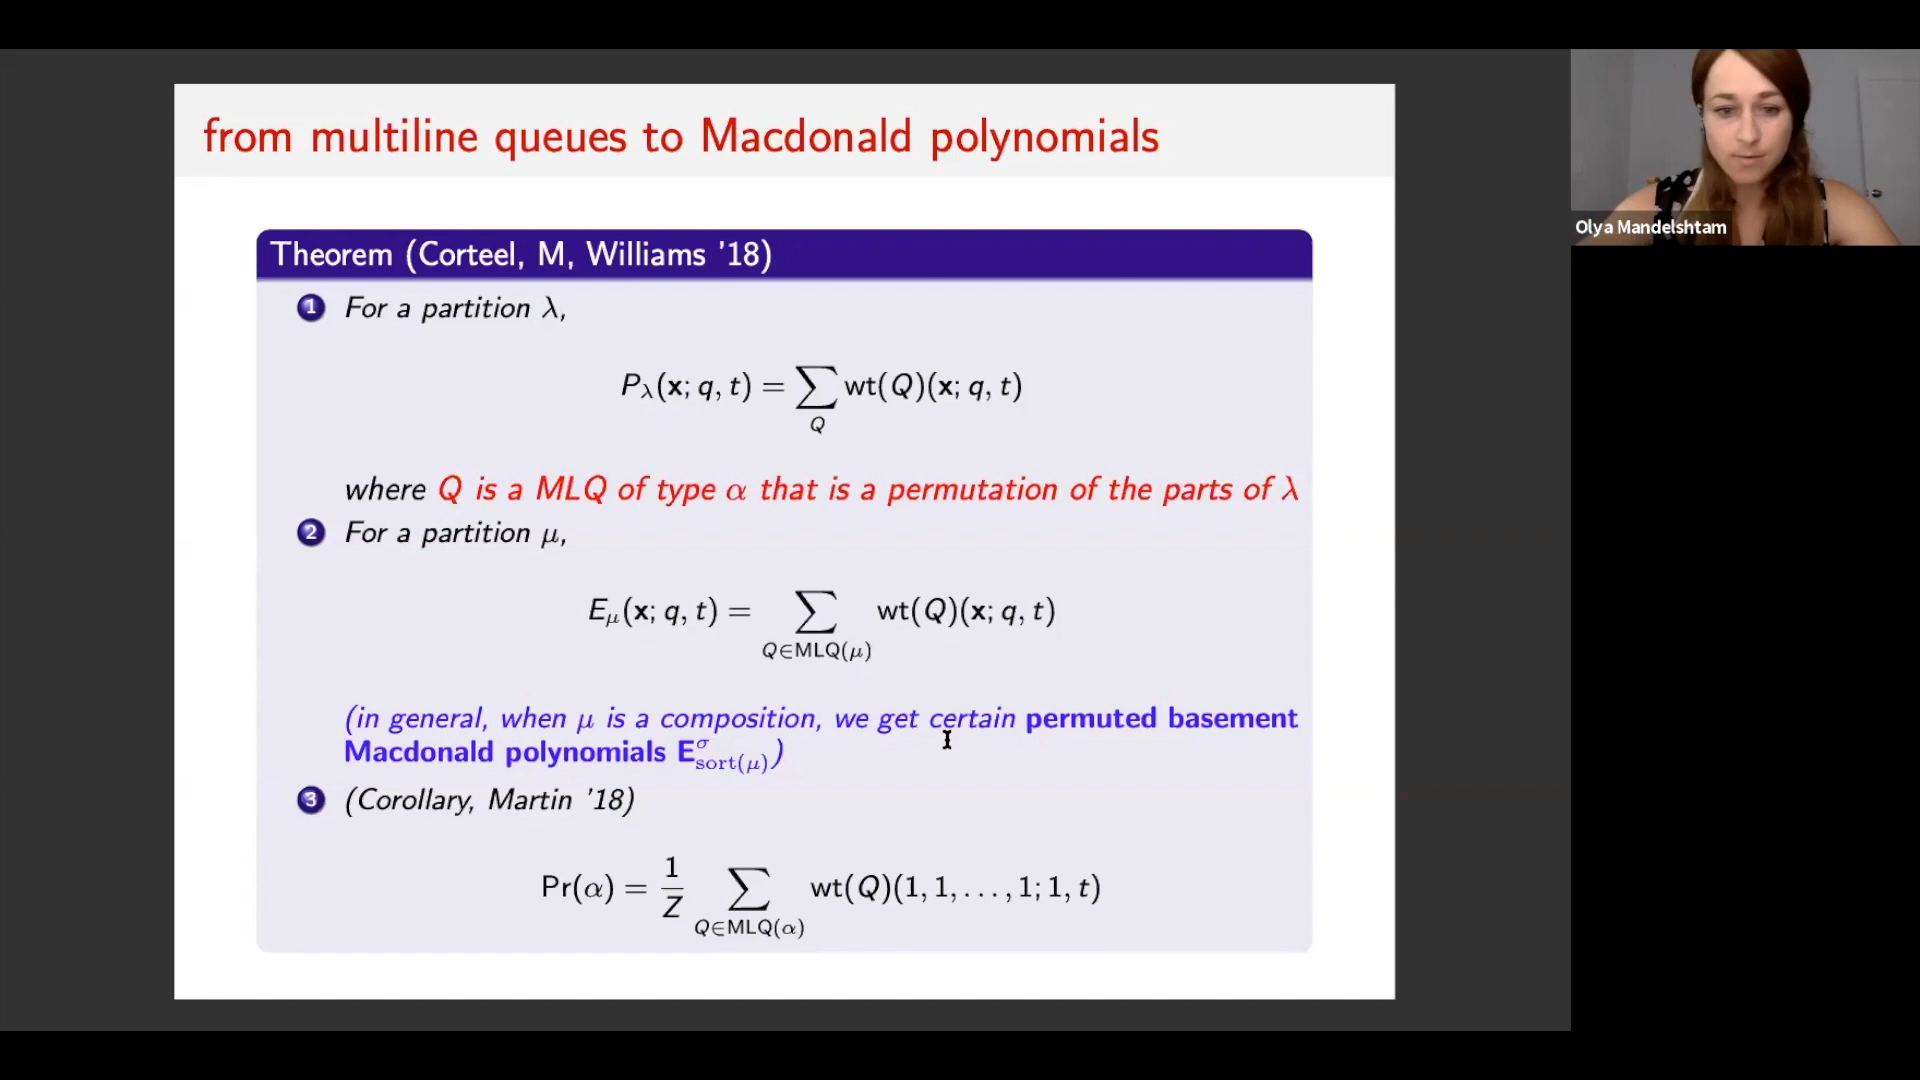 from multiline queues to Macdonald polynomials
Olya Mandelshtam
Theorem (Corteel, M, Williams '18)
1 For a partition λ,
P_λ(x; q, t) = ∑_Q wt(Q)(x; q, t)
where Q is a MLQ of type α that is a permutation of the parts of λ
2 For a partition μ,
E_μ(x; q, t) = ∑_{Q∈MLQ(μ)} wt(Q)(x; q, t)
(in general, when μ is a composition, we get certain permuted basement
Macdonald polynomials E^σ_{sort(μ)})
3 (Corollary, Martin '18)
Pr(α) = 1/Z ∑_{Q∈MLQ(α)} wt(Q)(1, 1, . . . , 1; 1, t)